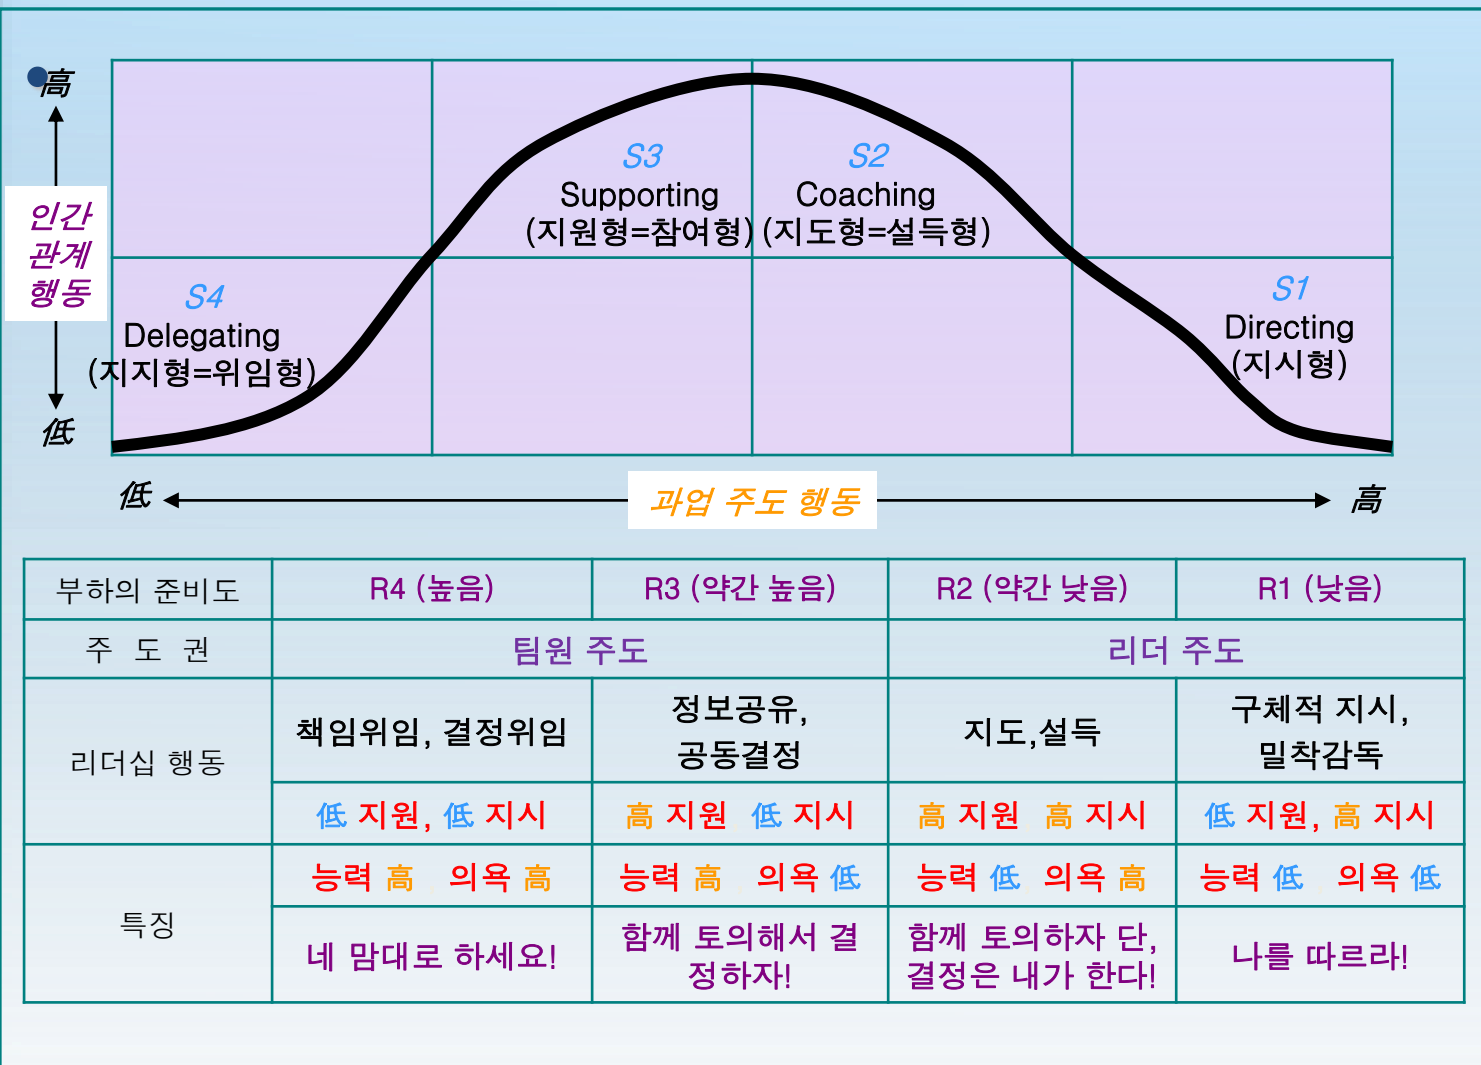 高
인간
관계
행동
低
S3
Supporting
(지원형=참여형)
S2
Coaching
(지도형=설득형)
S4
Delegating
(지지형=위임형)
S1
Directing
(지시형)
低
과업 주도 행동
高
부하의 준비도
R4 (높음)
R3 (약간 높음)
R2 (약간 낮음)
R1 (낮음)
주 도 권
팀원 주도
리더 주도
리더십 행동
책임위임, 결정위임
정보공유,
공동결정
지도,설득
구체적 지시,
밀착감독
低 지원, 低 지시
高 지원 低 지시
高 지원 高 지시
低 지원, 高 지시
특징
능력 高 의욕 高
능력 高 의욕 低
능력 低 의욕 高
능력 低 의욕 低
네 맘대로 하세요!
함께 토의해서 결
정하자!
함께 토의하자 단,
결정은 내가 한다!
나를 따르라!